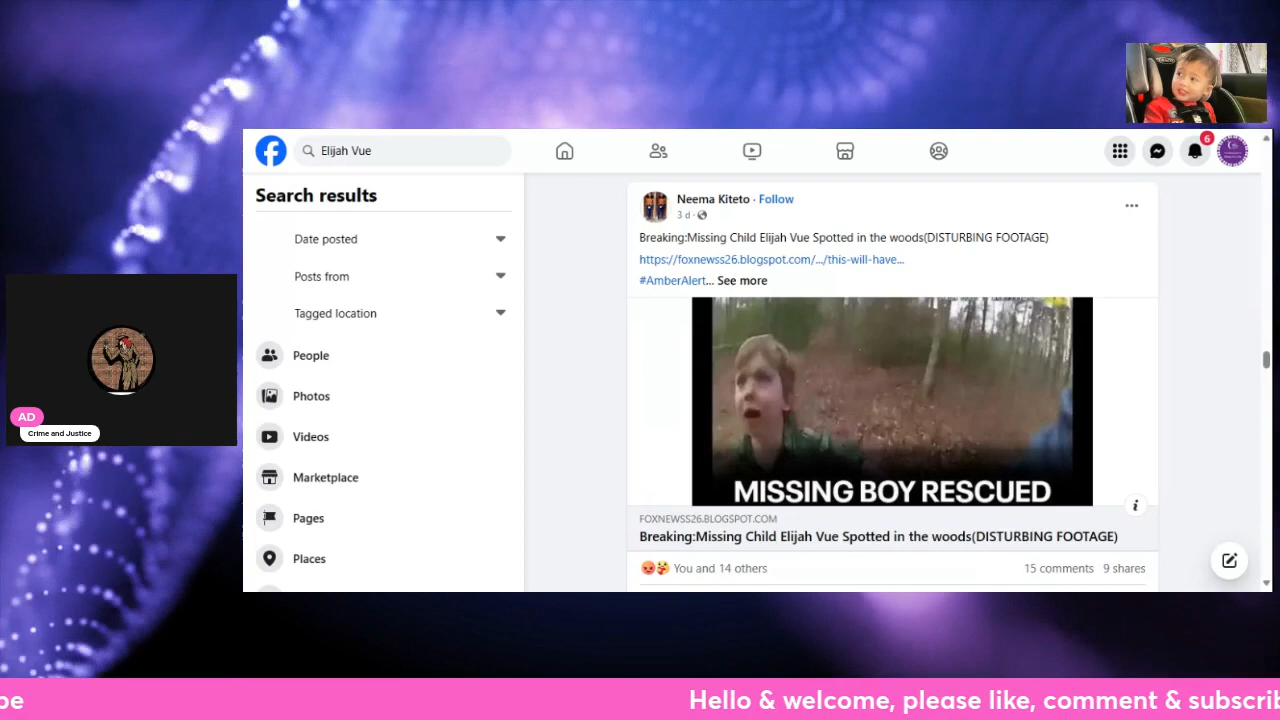 Elijah Vue
6
Search results
Date posted
Posts from
Tagged location
People
Photos
Videos
Marketplace
Pages
Places
Neema Kiteto · Follow
3 d ·
Breaking:Missing Child Elijah Vue Spotted in the woods(DISTURBING FOOTAGE)
https://foxnewss26.blogspot.com/.../this-will-have...
#AmberAlert... See more
MISSING BOY RESCUED
FOXNEWSS26.BLOGSPOT.COM
Breaking:Missing Child Elijah Vue Spotted in the woods(DISTURBING FOOTAGE)
You and 14 others 15 comments 9 shares
AD
Crime and Justice
be Hello & welcome, please like, comment & subscrib